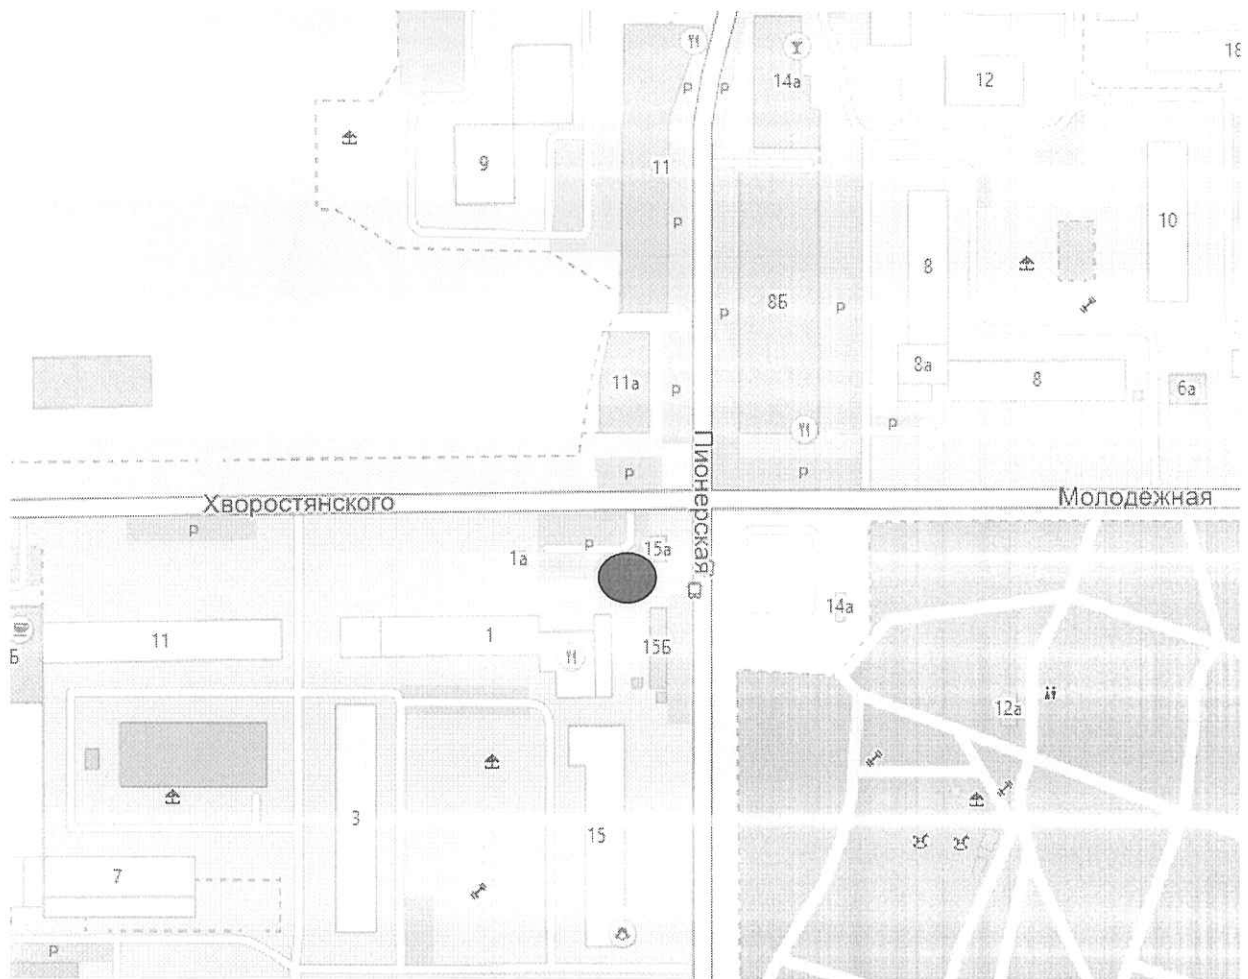 18
12
14а
P
P
9
11
10
P
8
8Б
P
P
8а
8
11а
6а
P
P
P
P
Пионерская
Хворостянского
Молодёжная
P
P
1а
15а
14а
11
1
15Б
Б
12а
3
15
7
P